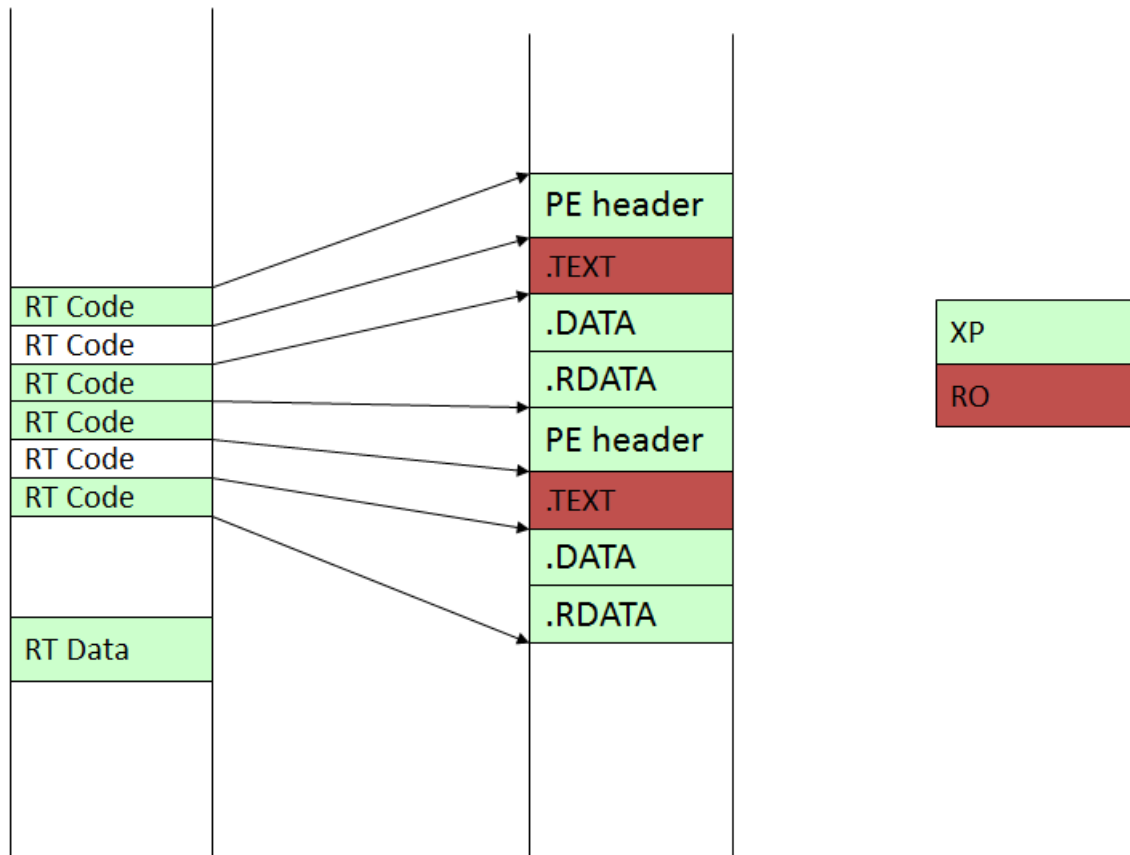 RT Code
RT Code
RT Code
RT Code
RT Code
RT Code
RT Data
PE header
.TEXT
.DATA
.RDATA
PE header
.TEXT
.DATA
.RDATA
XP
RO